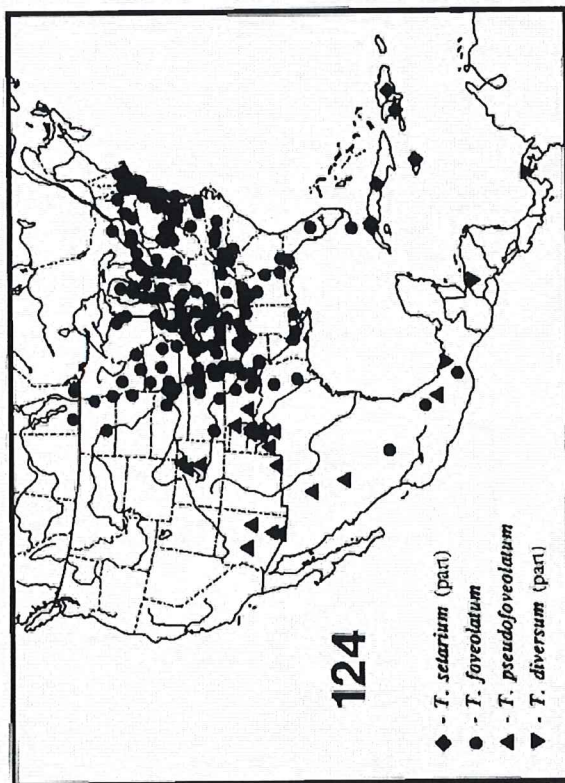 124
◆ - T. setarium (part)
● - T. foveolatum
▲ - T. pseudofoveolatum
▼ - T. diversum (part)